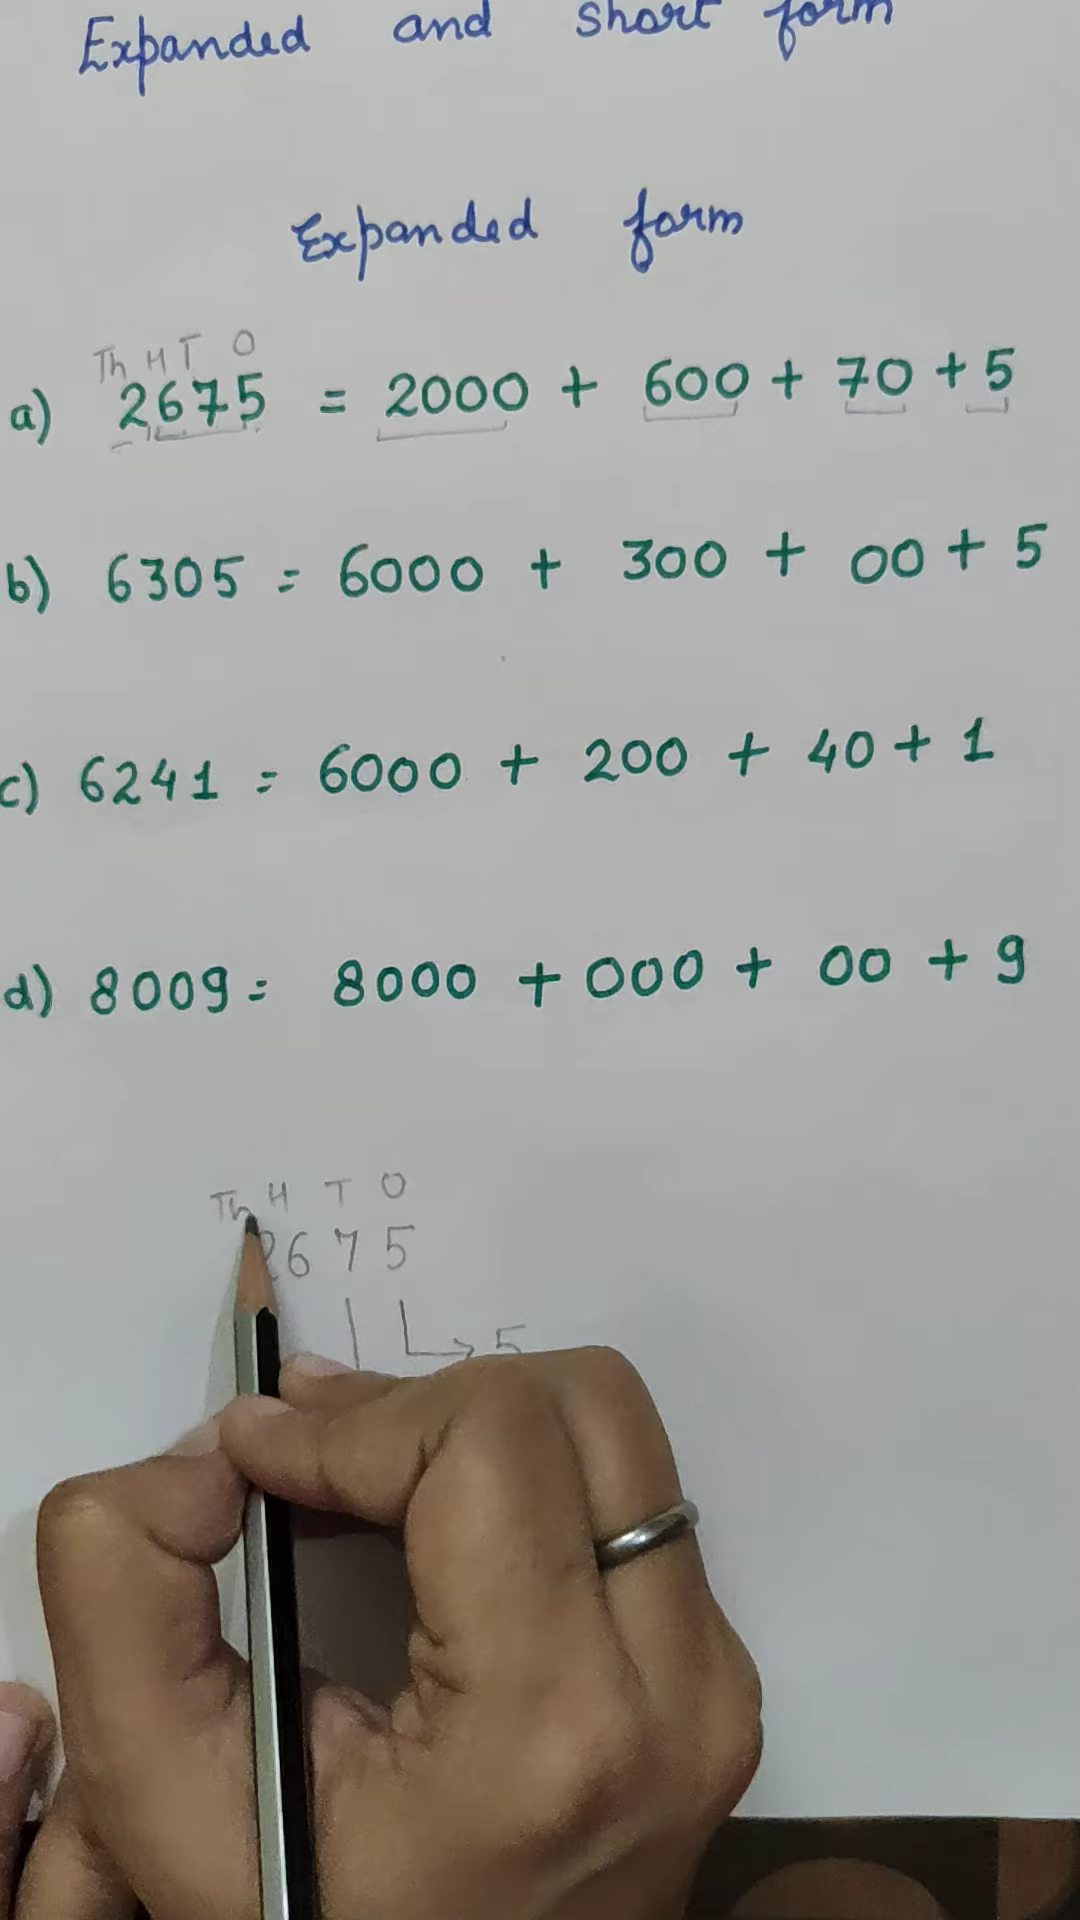 Expanded and short form
Expanded form
Th H T O
a) 2675 = 2000 + 600 + 70 + 5
b) 6305 = 6000 + 300 + 00 + 5
c) 6241 = 6000 + 200 + 40 + 1
d) 8009 = 8000 + 000 + 00 + 9
Th H T O
2675
5